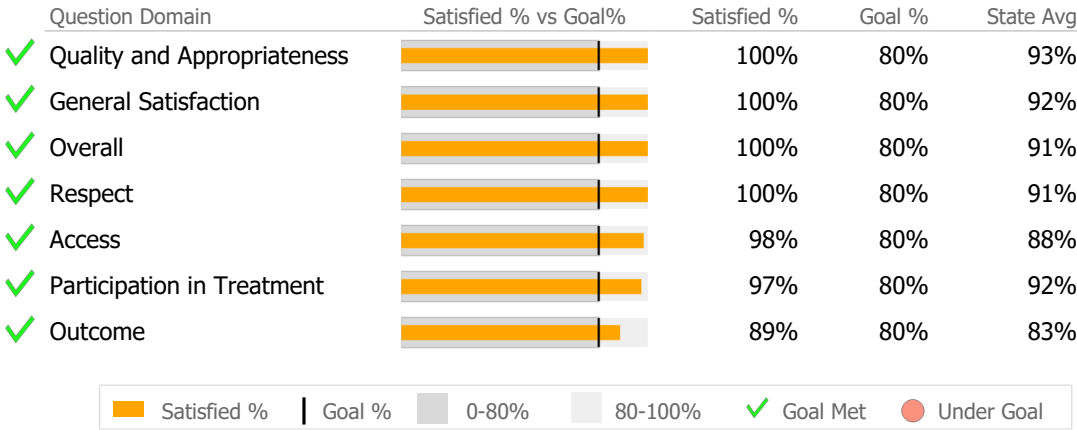 Question Domain Satisfied % vs Goal% Satisfied % Goal % State Avg
Quality and Appropriateness 100% 80% 93%
General Satisfaction 100% 80% 92%
Overall 100% 80% 91%
Respect 100% 80% 91%
Access 98% 80% 88%
Participation in Treatment 97% 80% 92%
Outcome 89% 80% 83%
Satisfied % Goal % 0-80% 80-100% Goal Met Under Goal